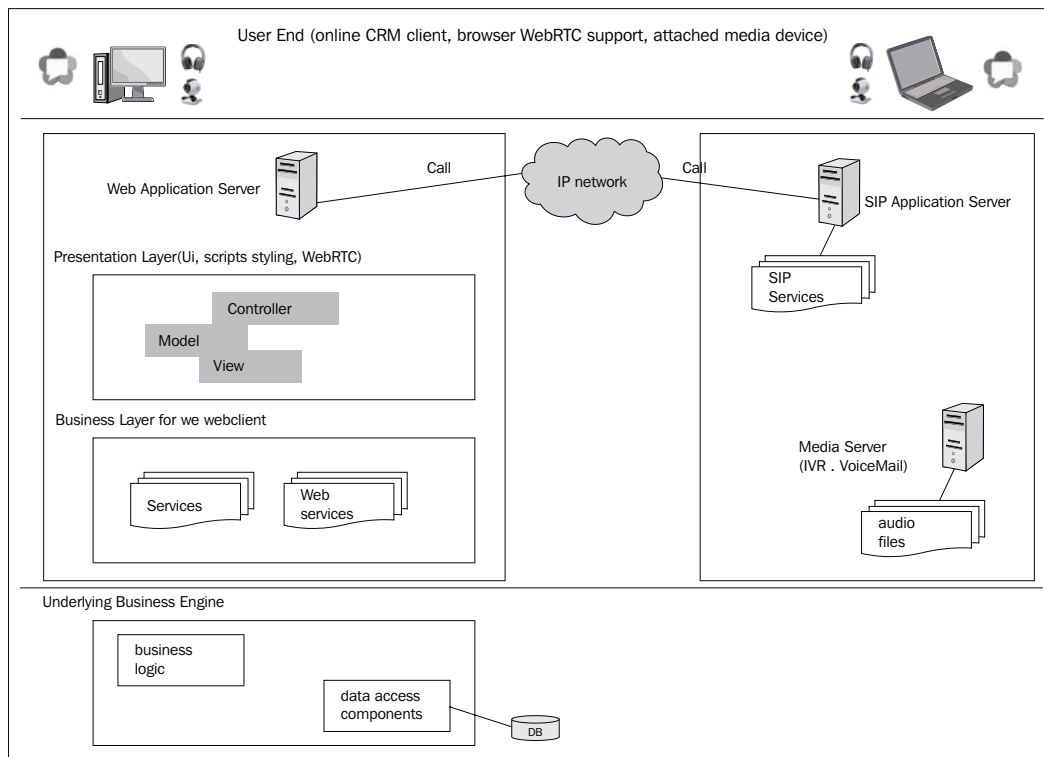 User End (online CRM client, browser WebRTC support, attached media device)
Web Application Server
Call
IP network
Call
SIP Application Server
Presentation Layer(Ui, scripts styling, WebRTC)
Controller
Model
View
SIP
Services
Business Layer for we webclient
Services
Web
services
Media Server
(IVR . VoiceMail)
audio
files
Underlying Business Engine
business
logic
data access
components
DB